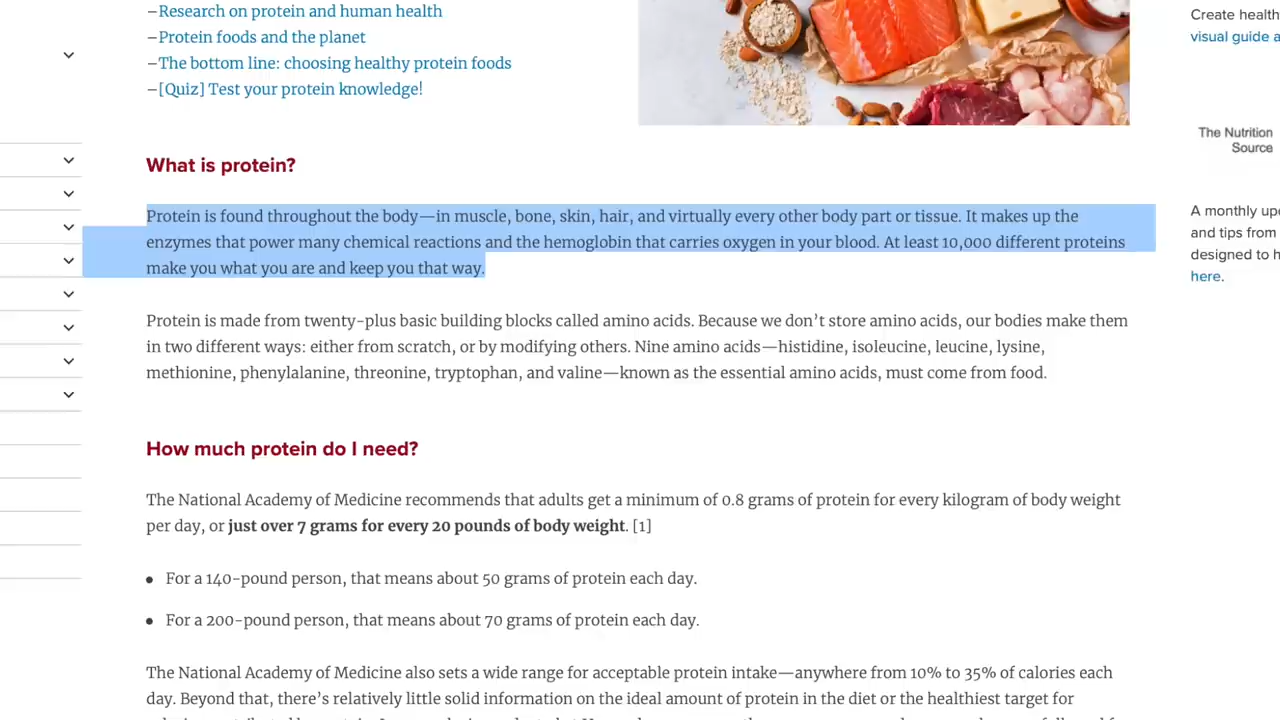 –Research on protein and human health
–Protein foods and the planet
–The bottom line: choosing healthy protein foods
–[Quiz] Test your protein knowledge!
What is protein?
Protein is found throughout the body—in muscle, bone, skin, hair, and virtually every other body part or tissue. It makes up the
enzymes that power many chemical reactions and the hemoglobin that carries oxygen in your blood. At least 10,000 different proteins
make you what you are and keep you that way.
Protein is made from twenty-plus basic building blocks called amino acids. Because we don’t store amino acids, our bodies make them
in two different ways: either from scratch, or by modifying others. Nine amino acids—histidine, isoleucine, leucine, lysine,
methionine, phenylalanine, threonine, tryptophan, and valine—known as the essential amino acids, must come from food.
How much protein do I need?
The National Academy of Medicine recommends that adults get a minimum of 0.8 grams of protein for every kilogram of body weight
per day, or just over 7 grams for every 20 pounds of body weight. [1]
• For a 140-pound person, that means about 50 grams of protein each day.
• For a 200-pound person, that means about 70 grams of protein each day.
The National Academy of Medicine also sets a wide range for acceptable protein intake—anywhere from 10% to 35% of calories each
day. Beyond that, there’s relatively little solid information on the ideal amount of protein in the diet or the healthiest target for
Create health
visual guide a
The Nutrition
Source
A monthly up
and tips from
designed to h
here.